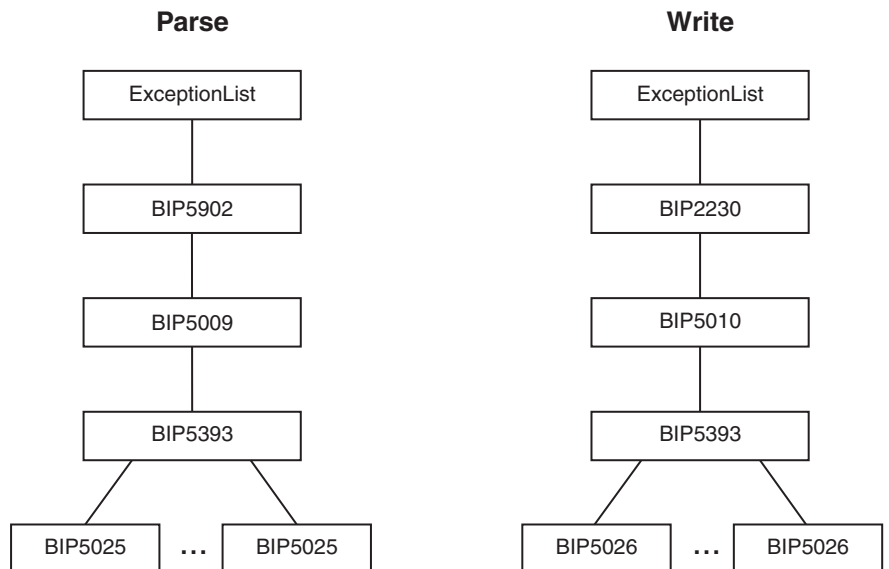 Parse
ExceptionList
BIP5902
BIP5009
BIP5393
BIP5025 ... BIP5025
Write
ExceptionList
BIP2230
BIP5010
BIP5393
BIP5026 ... BIP5026